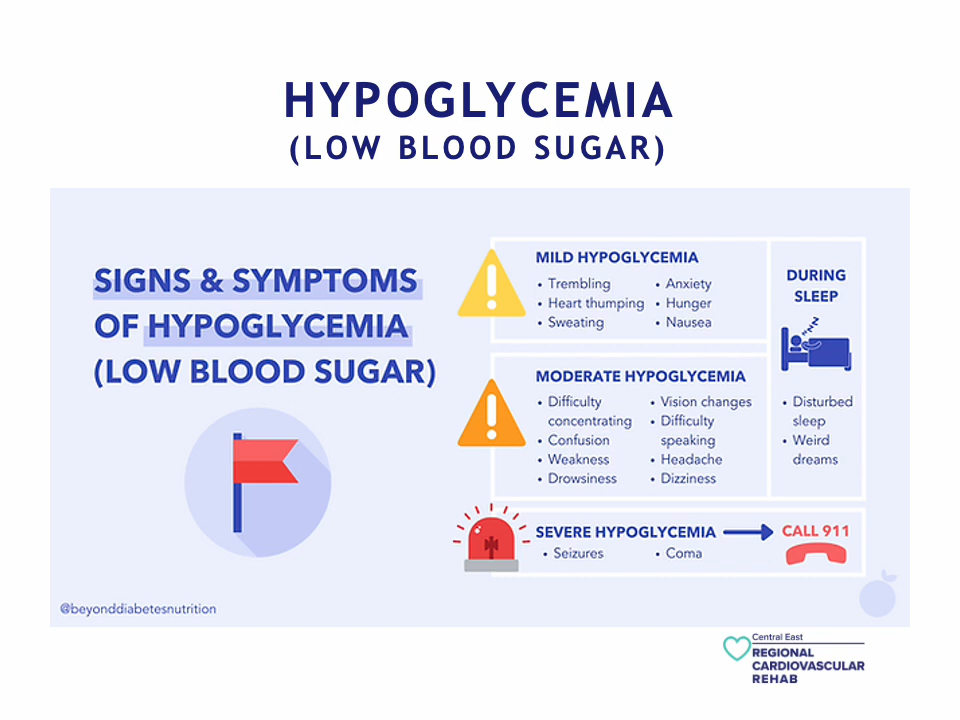 HYPOGLYCEMIA
(LOW BLOOD SUGAR)
SIGNS & SYMPTOMS
OF HYPOGLYCEMIA
(LOW BLOOD SUGAR)
MILD HYPOGLYCEMIA
• Trembling
• Heart thumping
• Sweating
• Anxiety
• Hunger
• Nausea
MODERATE HYPOGLYCEMIA
• Difficulty
concentrating
• Confusion
• Weakness
• Drowsiness
• Vision changes
• Difficulty
speaking
• Headache
• Dizziness
DURING
SLEEP
zzz
• Disturbed
sleep
• Weird
dreams
SEVERE HYPOGLYCEMIA
• Seizures
• Coma
CALL 911
@beyonddiabetesnutrition
Central East
REGIONAL
CARDIOVASCULAR
REHAB